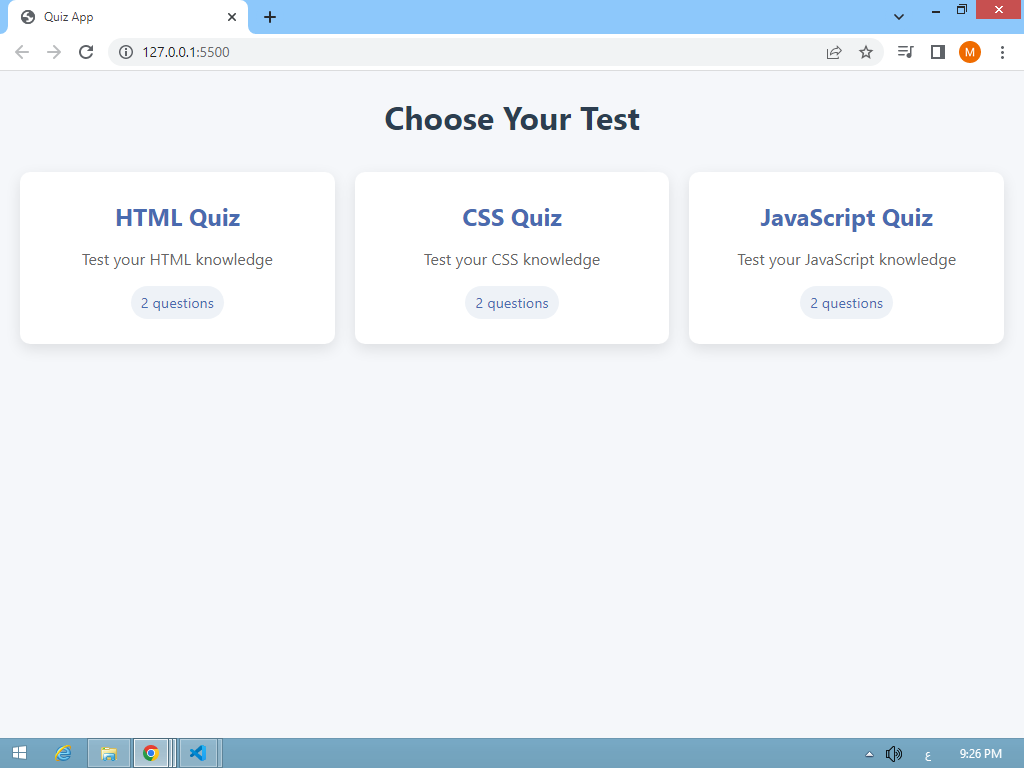 Quiz App
127.0.0.1:5500
M
Choose Your Test
HTML Quiz
Test your HTML knowledge
2 questions
CSS Quiz
Test your CSS knowledge
2 questions
JavaScript Quiz
Test your JavaScript knowledge
2 questions
ع
9:26 PM